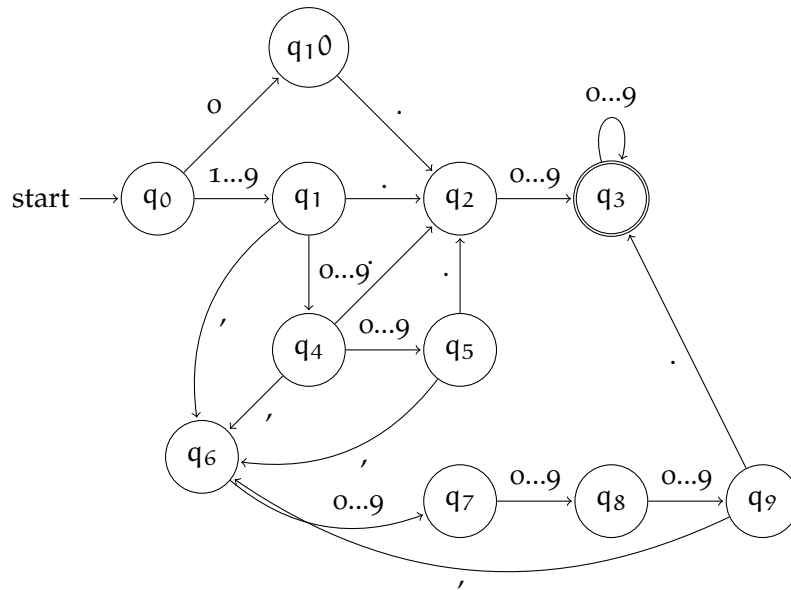 q₁0
0...9
0
.
start
q₀
1...9
q₁
.
q₂
0...9
q₃
0...9
.
.
,
q₄
0...9
q₅
.
,
,
q₆
0...9
q₇
0...9
q₈
0...9
q₉
,